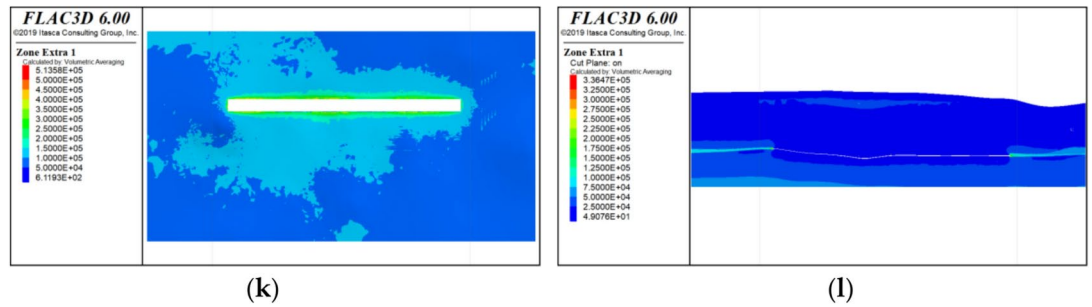 FLAC3D 6.00
©2019 Itasca Consulting Group, Inc.
Zone Extra 1
Calculated by: Volumetric Averaging
5.1358E+05
5.0000E+05
4.5000E+05
4.0000E+05
3.5000E+05
3.0000E+05
2.5000E+05
2.0000E+05
1.5000E+05
1.0000E+05
5.0000E+04
6.1193E+02
(k)
FLAC3D 6.00
©2019 Itasca Consulting Group, Inc.
Zone Extra 1
Cut Plane: on
Calculated by: Volumetric Averaging
3.3647E+05
3.2500E+05
3.0000E+05
2.7500E+05
2.5000E+05
2.2500E+05
2.0000E+05
1.7500E+05
1.5000E+05
1.2500E+05
1.0000E+05
7.5000E+04
5.0000E+04
2.5000E+04
4.9076E+01
(l)